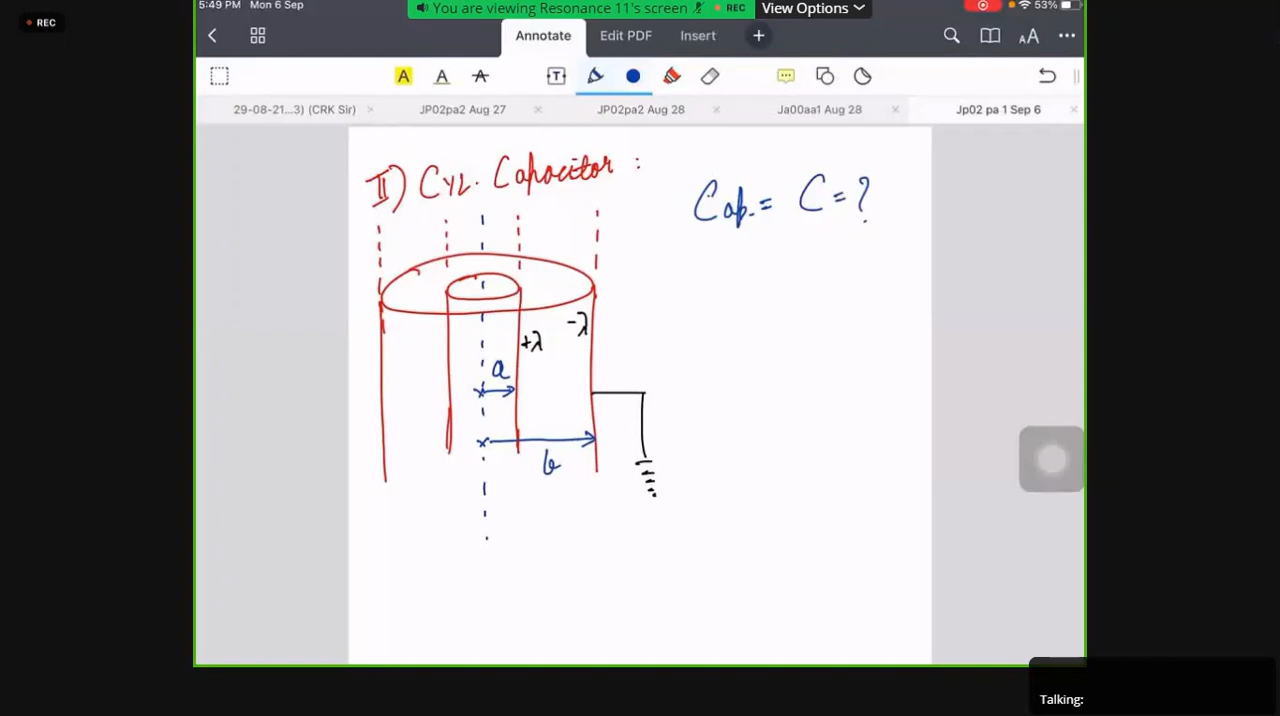 5:49 PM Mon 6 Sep
You are viewing Resonance 11's screen
REC
View Options
53%
REC
Annotate
Edit PDF
Insert
+
AA
A A A T
29-08-21...3) (CRK Sir) ×
JP02pa2 Aug 27 ×
JP02pa2 Aug 28 ×
Ja00aa1 Aug 28 ×
Jp02 pa 1 Sep 6 ×
II) Cyl. Capacitor :
Cap. = C = ?
-λ
+λ
a
b
Talking: